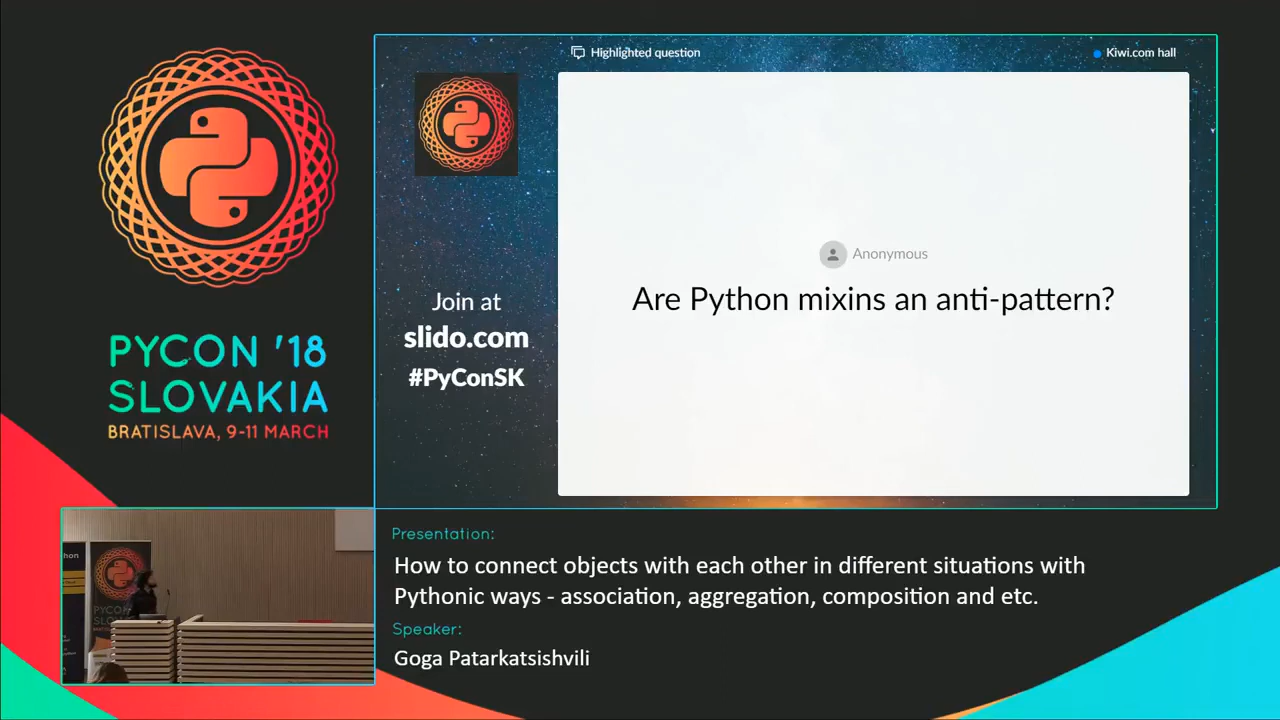 Highlighted question
Kiwi.com hall
Anonymous
Are Python mixins an anti-pattern?
Join at
slido.com
#PyConSK
PYCON '18
SLOVAKIA
BRATISLAVA, 9-11 MARCH
Presentation:
How to connect objects with each other in different situations with
Pythonic ways - association, aggregation, composition and etc.
Speaker:
Goga Patarkatsishvili